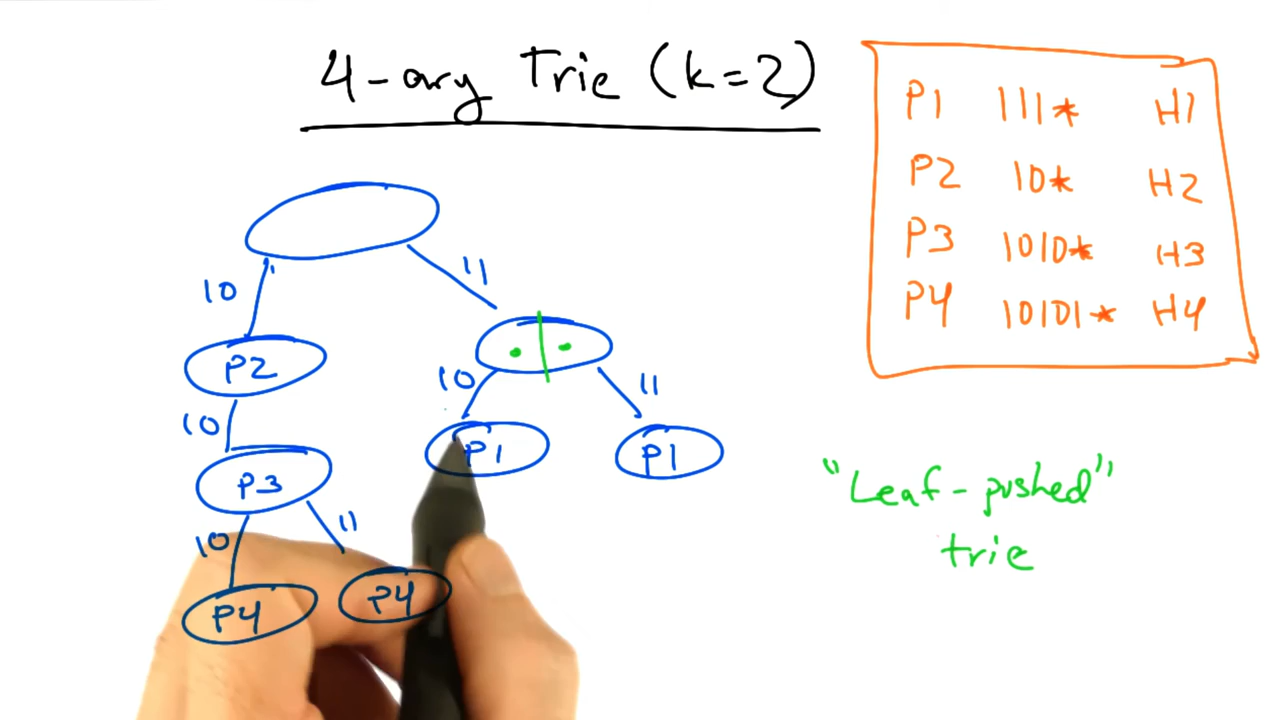 4-ary Trie (k=2)
P1 111* H1
P2 10* H2
P3 1010* H3
P4 10101* H4
10
11
P2
10
11
10
P1
P1
P3
"Leaf-pushed"
trie
10
11
P4
P4